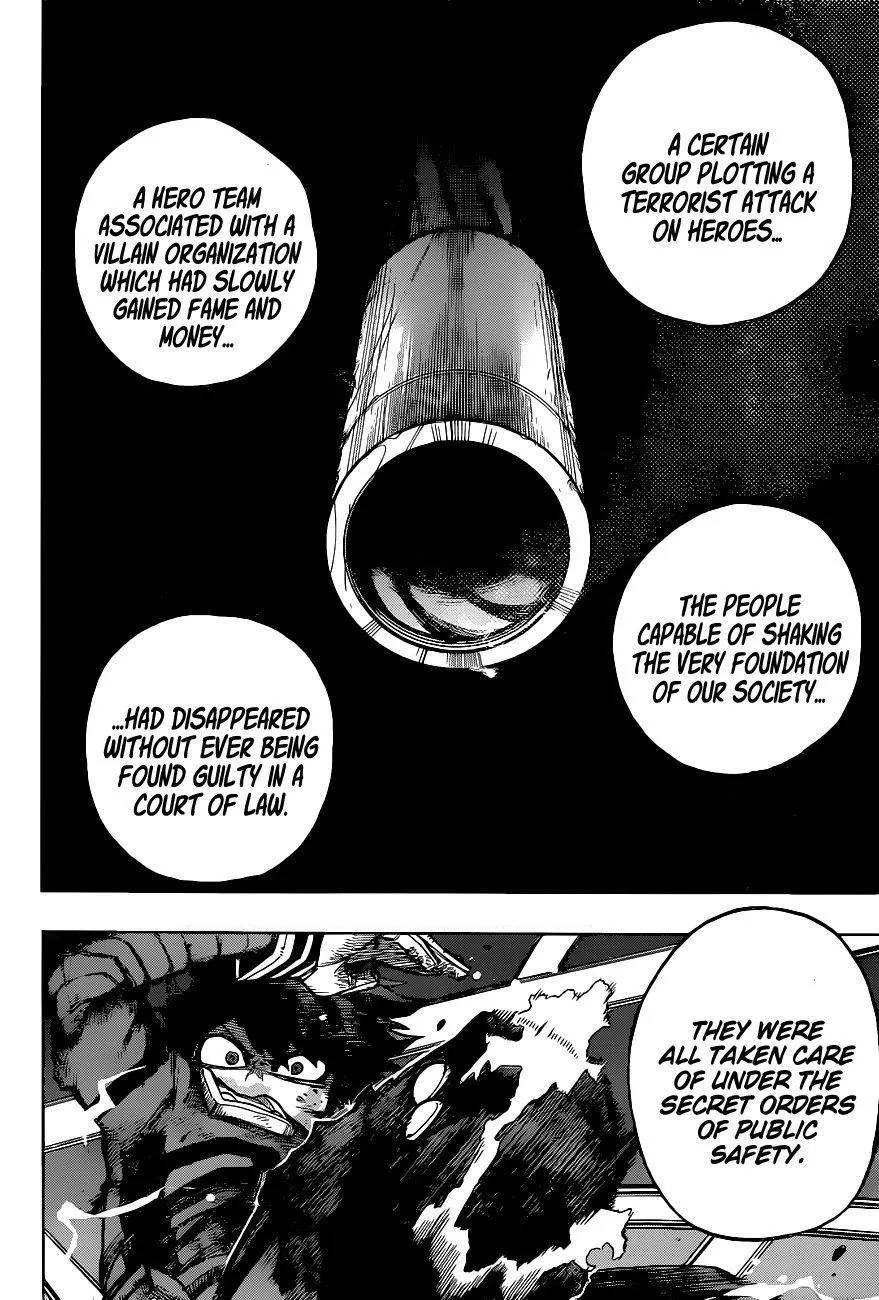 A CERTAIN
GROUP PLOTTING A
TERRORIST ATTACK
ON HEROES...
A HERO TEAM
ASSOCIATED WITH A
VILLAIN ORGANIZATION
WHICH HAD SLOWLY
GAINED FAME AND
MONEY...
THE PEOPLE
CAPABLE OF SHAKING
THE VERY FOUNDATION
OF OUR SOCIETY...
...HAD DISAPPEARED
WITHOUT EVER BEING
FOUND GUILTY IN A
COURT OF LAW.
THEY WERE
ALL TAKEN CARE
OF UNDER THE
SECRET ORDERS
OF PUBLIC
SAFETY.